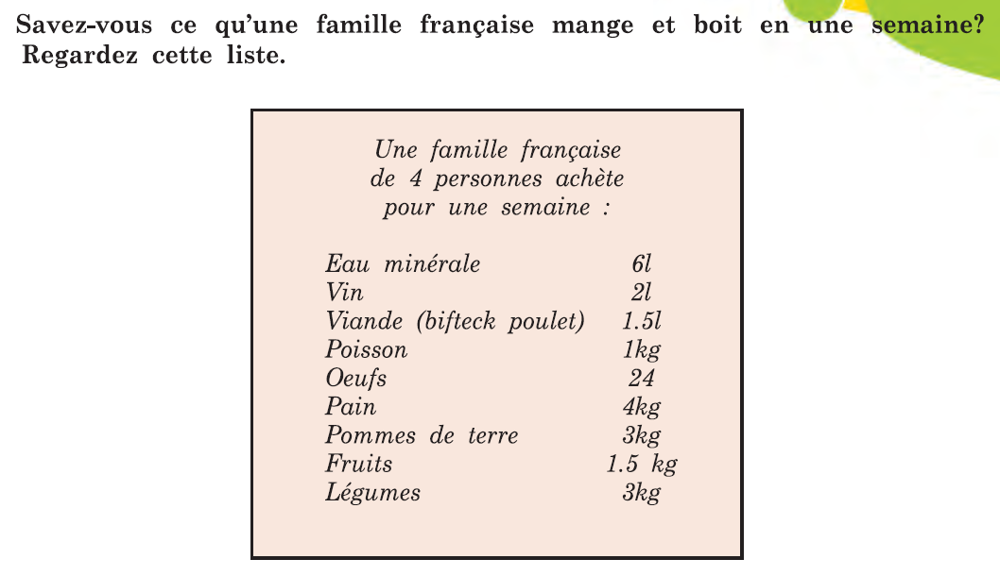 Savez-vous ce qu'une famille française mange et boit en une semaine?
Regardez cette liste.
Une famille française
de 4 personnes achète
pour une semaine :
Eau minérale 6l
Vin 2l
Viande (bifteck poulet) 1.5l
Poisson 1kg
Oeufs 24
Pain 4kg
Pommes de terre 3kg
Fruits 1.5 kg
Légumes 3kg